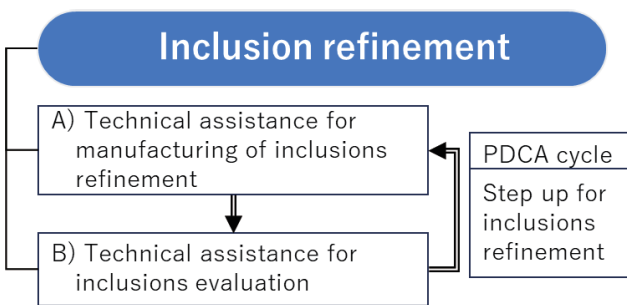 Inclusion refinement
A) Technical assistance for
manufacturing of inclusions
refinement
B) Technical assistance for
inclusions evaluation
PDCA cycle
Step up for
inclusions
refinement